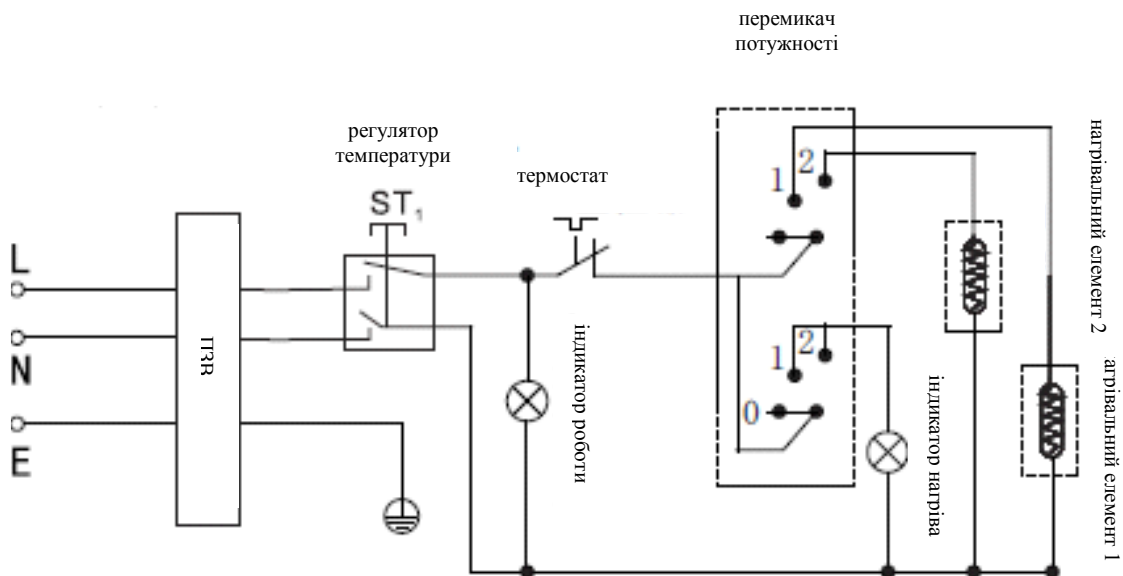 перемикач
потужності
регулятор
температури
термостат
ST₁
L
N
E
ПЗВ
індикатор роботи
1
2
1
2
0
індикатор нагріва
нагрівальний елемент 2
агрівальний елемент 1